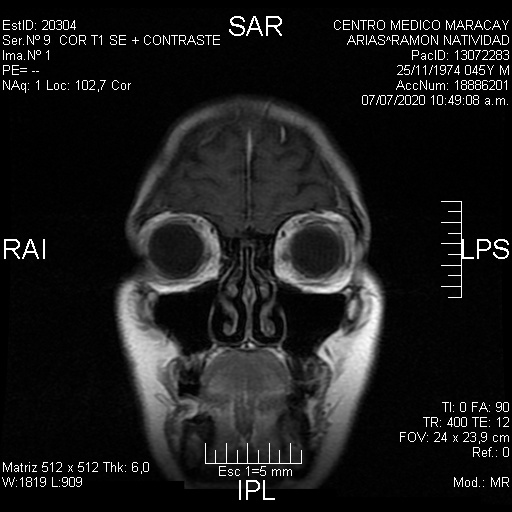 EstID: 20304
Ser.Nº 9 COR T1 SE + CONTRASTE
Ima.Nº 1
PE= --
NAq: 1 Loc: 102,7 Cor
SAR
CENTRO MEDICO MARACAY
ARIAS^RAMON NATIVIDAD
PacID: 13072283
25/11/1974 045Y M
AccNum: 18886201
07/07/2020 10:49:08 a.m.
RAI
LPS
TI: 0 FA: 90
TR: 400 TE: 12
FOV: 24 x 23,9 cm
Ref.: 0
Mod.: MR
Matriz 512 x 512 Thk: 6,0
W:1819 L:909
Esc 1=5 mm
IPL